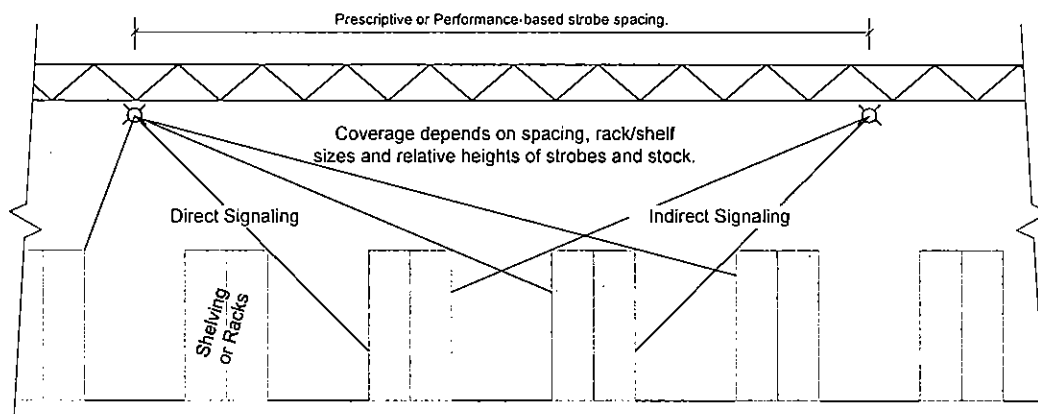 Prescriptive or Performance-based strobe spacing.
Coverage depends on spacing, rack/shelf
sizes and relative heights of strobes and stock.
Direct Signaling
Indirect Signaling
Shelving
or Racks